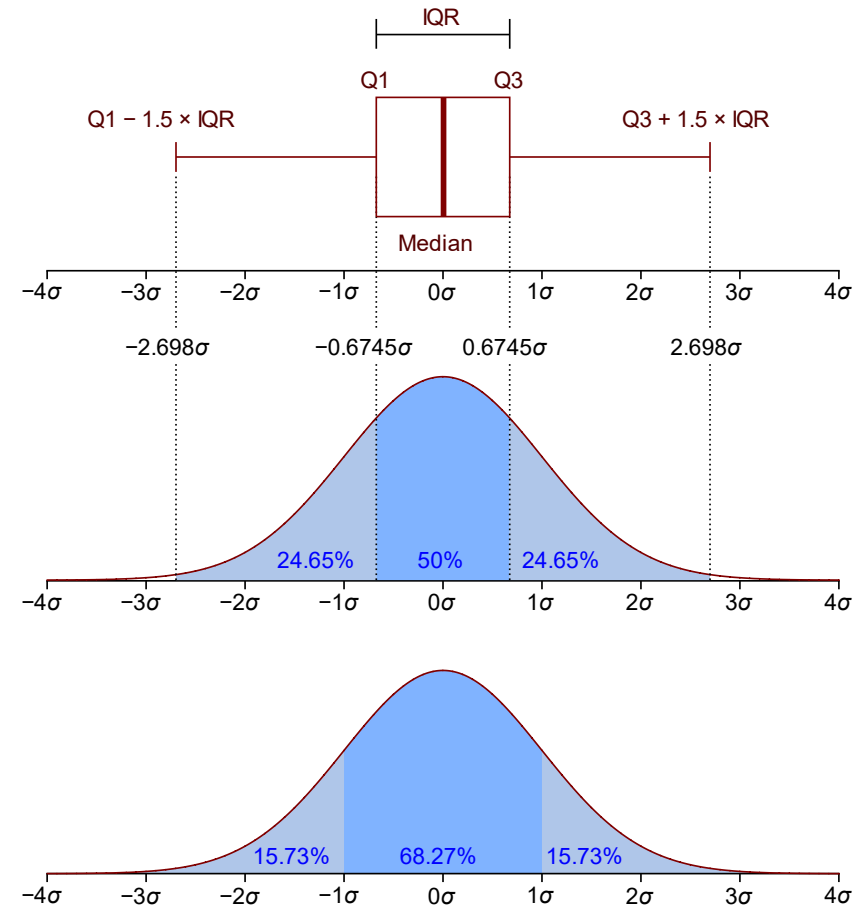 IQR
Q1 Q3
Q1 − 1.5 × IQR Q3 + 1.5 × IQR
Median
−4σ −3σ −2σ −1σ 0σ 1σ 2σ 3σ 4σ
−2.698σ −0.6745σ 0.6745σ 2.698σ
24.65% 50% 24.65%
−4σ −3σ −2σ −1σ 0σ 1σ 2σ 3σ 4σ
15.73% 68.27% 15.73%
−4σ −3σ −2σ −1σ 0σ 1σ 2σ 3σ 4σ